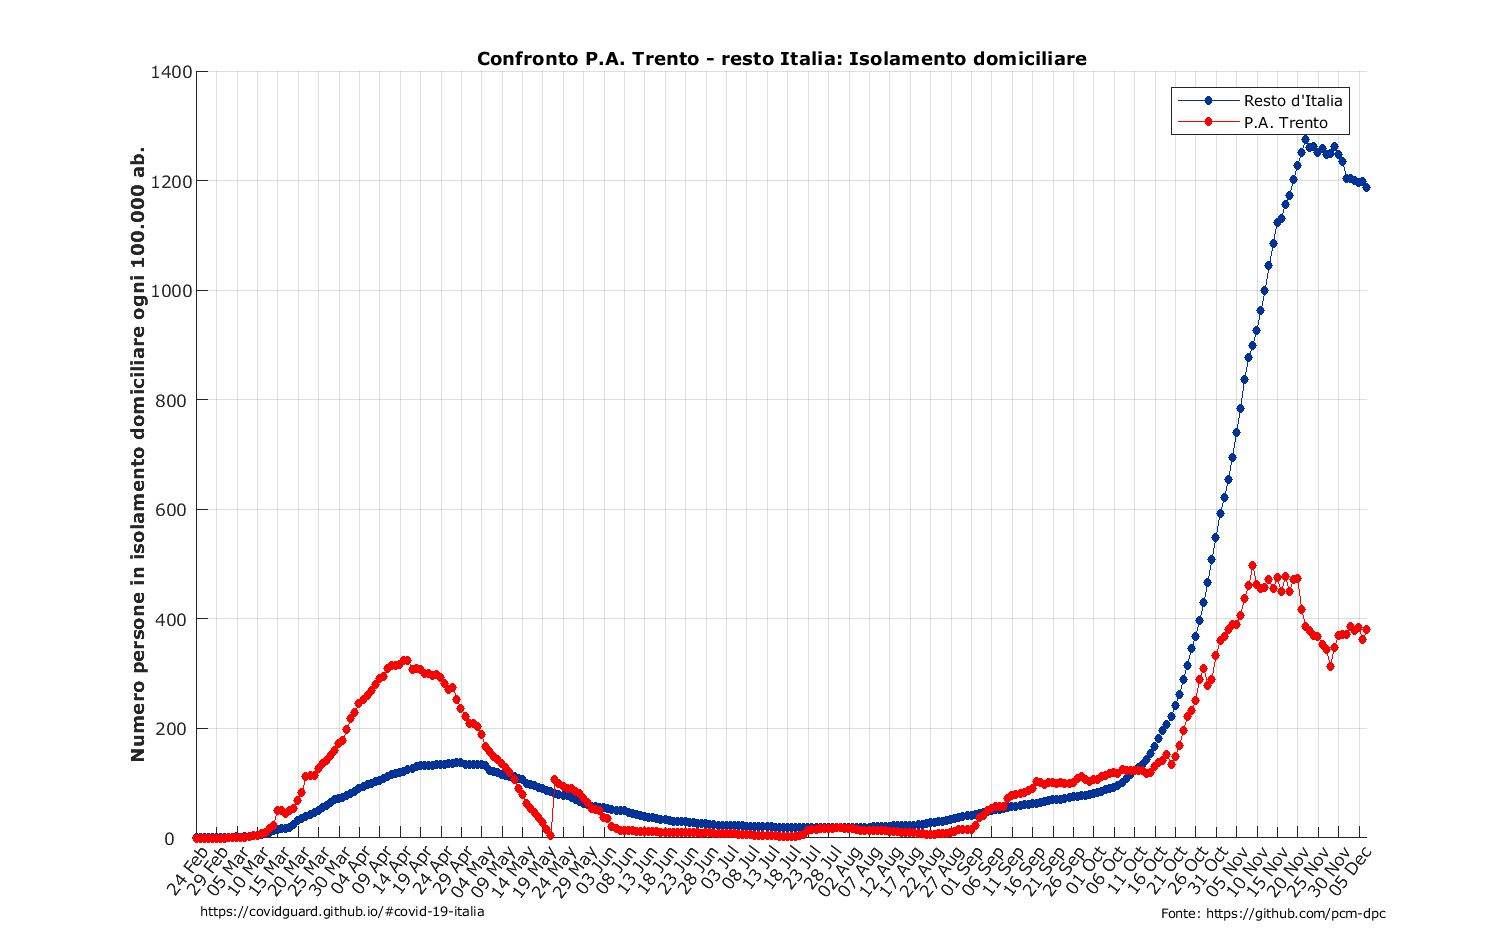 Confronto P.A. Trento - resto Italia: Isolamento domiciliare
1400
1200
1000
800
600
400
200
0
Numero persone in isolamento domiciliare ogni 100.000 ab.
Resto d'Italia
P.A. Trento
24 Feb
29 Feb
05 Mar
10 Mar
15 Mar
20 Mar
25 Mar
30 Mar
04 Apr
09 Apr
14 Apr
19 Apr
24 Apr
29 Apr
04 May
09 May
14 May
19 May
24 May
29 May
03 Jun
08 Jun
13 Jun
18 Jun
23 Jun
28 Jun
03 Jul
08 Jul
13 Jul
18 Jul
23 Jul
28 Jul
02 Aug
07 Aug
12 Aug
17 Aug
22 Aug
27 Aug
01 Sep
06 Sep
11 Sep
16 Sep
21 Sep
26 Sep
01 Oct
06 Oct
11 Oct
16 Oct
21 Oct
26 Oct
31 Oct
05 Nov
10 Nov
15 Nov
20 Nov
25 Nov
30 Nov
05 Dec
https://covidguard.github.io/#covid-19-italia
Fonte: https://github.com/pcm-dpc